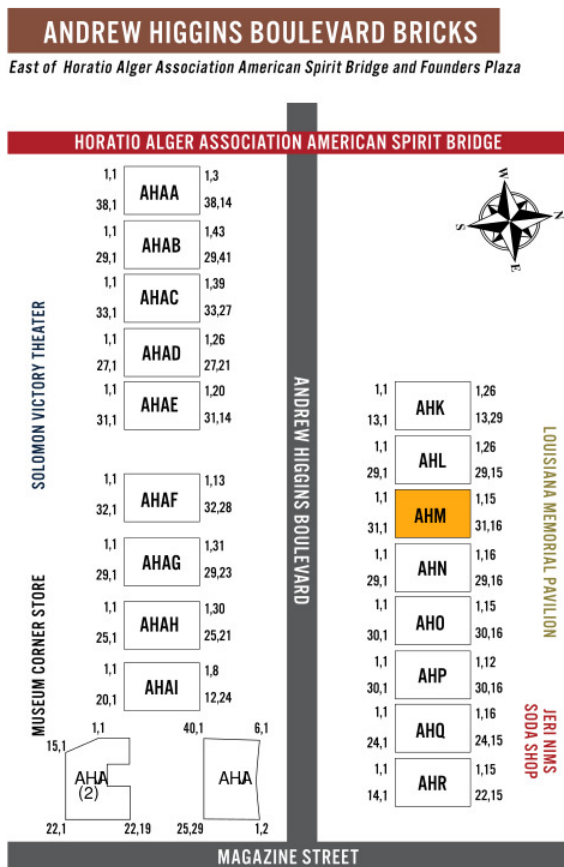 ANDREW HIGGINS BOULEVARD BRICKS
East of Horatio Alger Association American Spirit Bridge and Founders Plaza
HORATIO ALGER ASSOCIATION AMERICAN SPIRIT BRIDGE
W
N
S
E
SOLOMON VICTORY THEATER
MUSEUM CORNER STORE
1,1 1,3
AHAA
38,1 38,14
1,1 1,43
AHAB
29,1 29,41
1,1 1,39
AHAC
33,1 33,27
1,1 1,26
AHAD
27,1 27,21
1,1 1,20
AHAE
31,1 31,14
1,1 1,13
AHAF
32,1 32,28
1,1 1,31
AHAG
29,1 29,23
1,1 1,30
AHAH
25,1 25,21
1,1 1,8
AHAI
20,1 12,24
1,1
15,1
AHA
(2)
22,1 22,19
40,1 6,1
AHA
25,29 1,2
ANDREW HIGGINS BOULEVARD
1,1 1,26
AHK
13,1 13,29
1,1 1,26
AHL
29,1 29,15
1,1 1,15
AHM
31,1 31,16
1,1 1,16
AHN
29,1 29,16
1,1 1,15
AHO
30,1 30,16
1,1 1,12
AHP
30,1 30,16
1,1 1,16
AHQ
24,1 24,15
1,1 1,15
AHR
14,1 22,15
LOUISIANA MEMORIAL PAVILION
JERI NIMS
SODA SHOP
MAGAZINE STREET